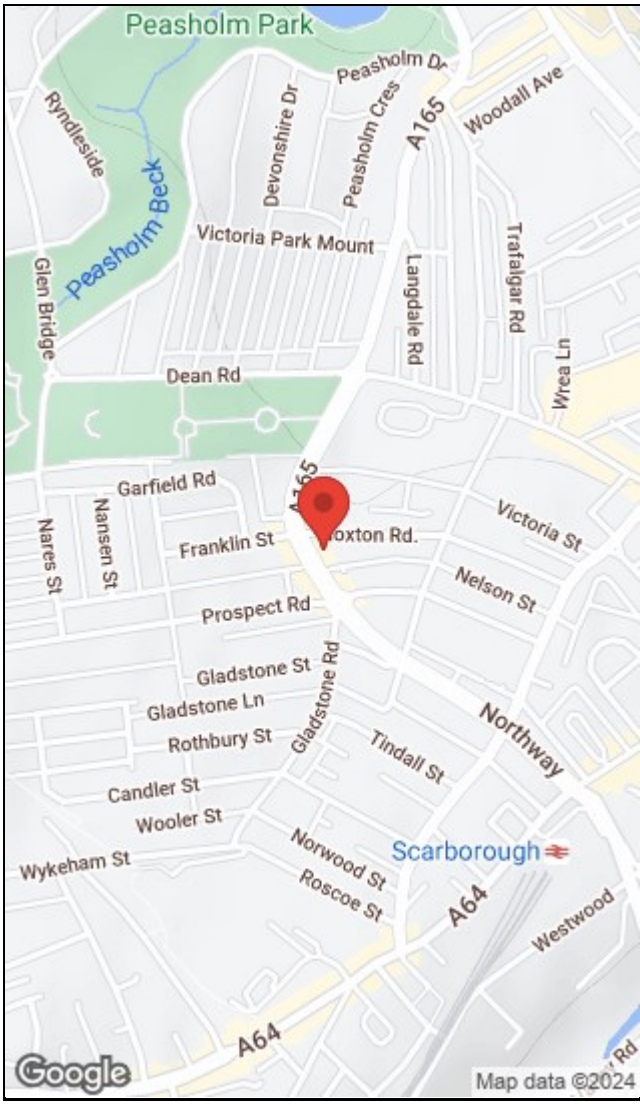 Peasholm Park
Peasholm Dr
Woodall Ave
Ryndleside
Devonshire Dr
Peasholm Cres
A165
Peasholm Beck
Victoria Park Mount
Trafalgar Rd
Glen Bridge
Langdale Rd
Wrea Ln
Dean Rd
A165
Garfield Rd
Nansen St
Victoria St
Nares St
Franklin St
oxton Rd.
Nelson St
Prospect Rd
Gladstone St
Gladstone Rd
Gladstone Ln
Northway
Rothbury St
Tindall St
Candler St
Wooler St
Scarborough
Wykeham St
Norwood St
Roscoe St
A64
Westwood
A64
Rd
Google
Map data ©2024